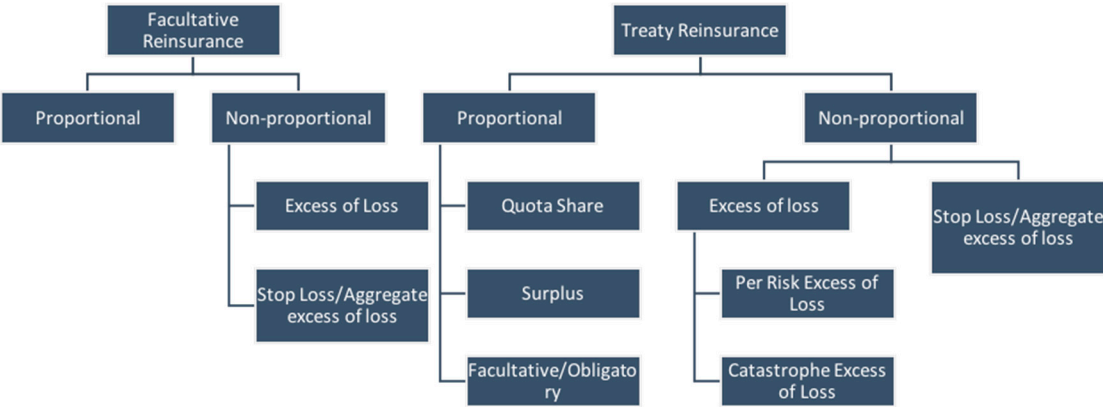 Facultative
Reinsurance
Treaty Reinsurance
Proportional
Non-proportional
Proportional
Non-proportional
Excess of Loss
Quota Share
Excess of loss
Stop Loss/Aggregate
excess of loss
Stop Loss/Aggregate
excess of loss
Surplus
Per Risk Excess of
Loss
Facultative/Obligato
ry
Catastrophe Excess
of Loss